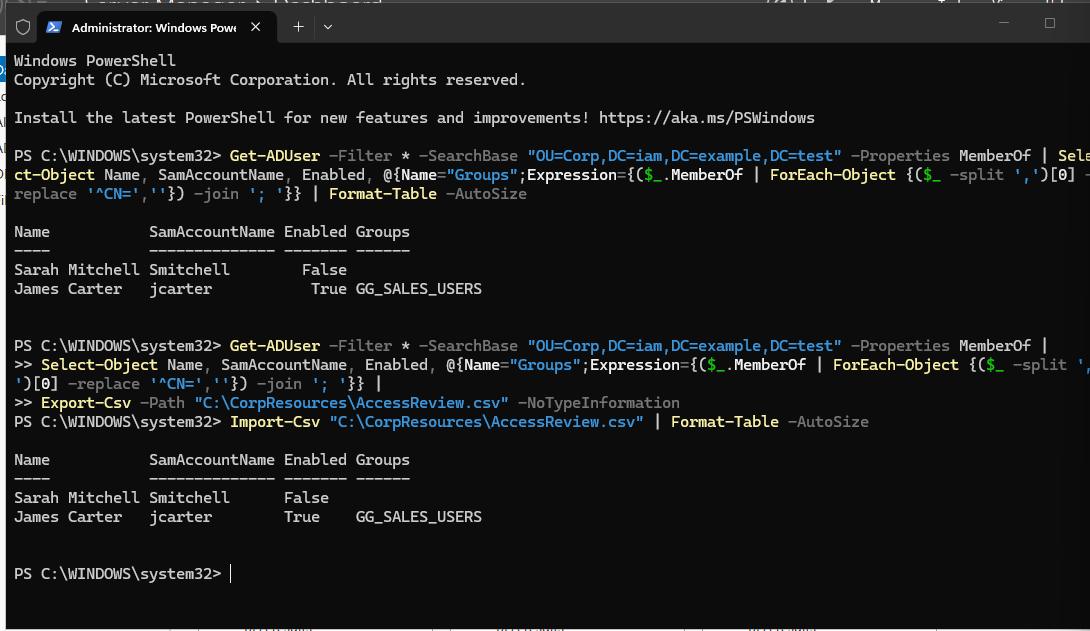 Administrator: Windows Powe
Windows PowerShell
Copyright (C) Microsoft Corporation. All rights reserved.
Install the latest PowerShell for new features and improvements! https://aka.ms/PSWindows
PS C:\WINDOWS\system32> Get-ADUser -Filter * -SearchBase "OU=Corp,DC=iam,DC=example,DC=test" -Properties MemberOf | Sele
ct-Object Name, SamAccountName, Enabled, @{Name="Groups";Expression={($_.MemberOf | ForEach-Object {($_ -split ',')[0] -
replace '^CN=',''}) -join '; '}} | Format-Table -AutoSize
Name           SamAccountName Enabled Groups
----           -------------- ------- ------
Sarah Mitchell Smitchell        False
James Carter   jcarter           True GG_SALES_USERS
PS C:\WINDOWS\system32> Get-ADUser -Filter * -SearchBase "OU=Corp,DC=iam,DC=example,DC=test" -Properties MemberOf |
>> Select-Object Name, SamAccountName, Enabled, @{Name="Groups";Expression={($_.MemberOf | ForEach-Object {($_ -split ',
')[0] -replace '^CN=',''}) -join '; '}} |
>> Export-Csv -Path "C:\CorpResources\AccessReview.csv" -NoTypeInformation
PS C:\WINDOWS\system32> Import-Csv "C:\CorpResources\AccessReview.csv" | Format-Table -AutoSize
Name           SamAccountName Enabled Groups
----           -------------- ------- ------
Sarah Mitchell Smitchell      False
James Carter   jcarter        True    GG_SALES_USERS
PS C:\WINDOWS\system32>